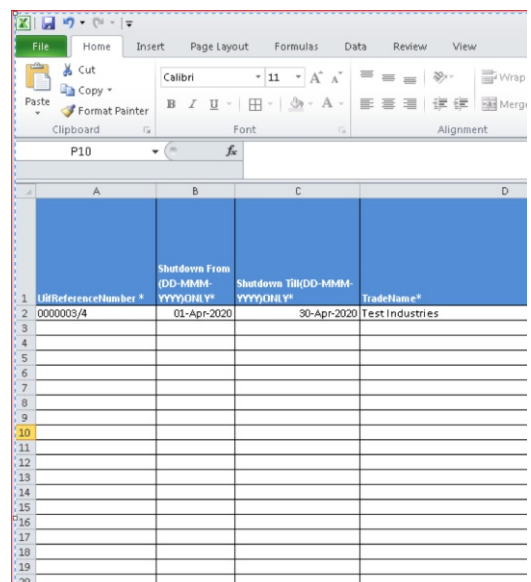 File Home Insert Page Layout Formulas Data Review View
Cut
Copy
Format Painter
Paste
Calibri 11 A A
Wrap
B I U A
Merge
Clipboard Font Alignment
P10 fx
A B C D
1 UifReferenceNumber * Shutdown From (DD-MMM-YYYY)ONLY* Shutdown Till(DD-MMM-YYYY)ONLY* TradeName*
2 0000003/4 01-Apr-2020 30-Apr-2020 Test Industries
3
4
5
6
7
8
9
10
11
12
13
14
15
16
17
18
19
20